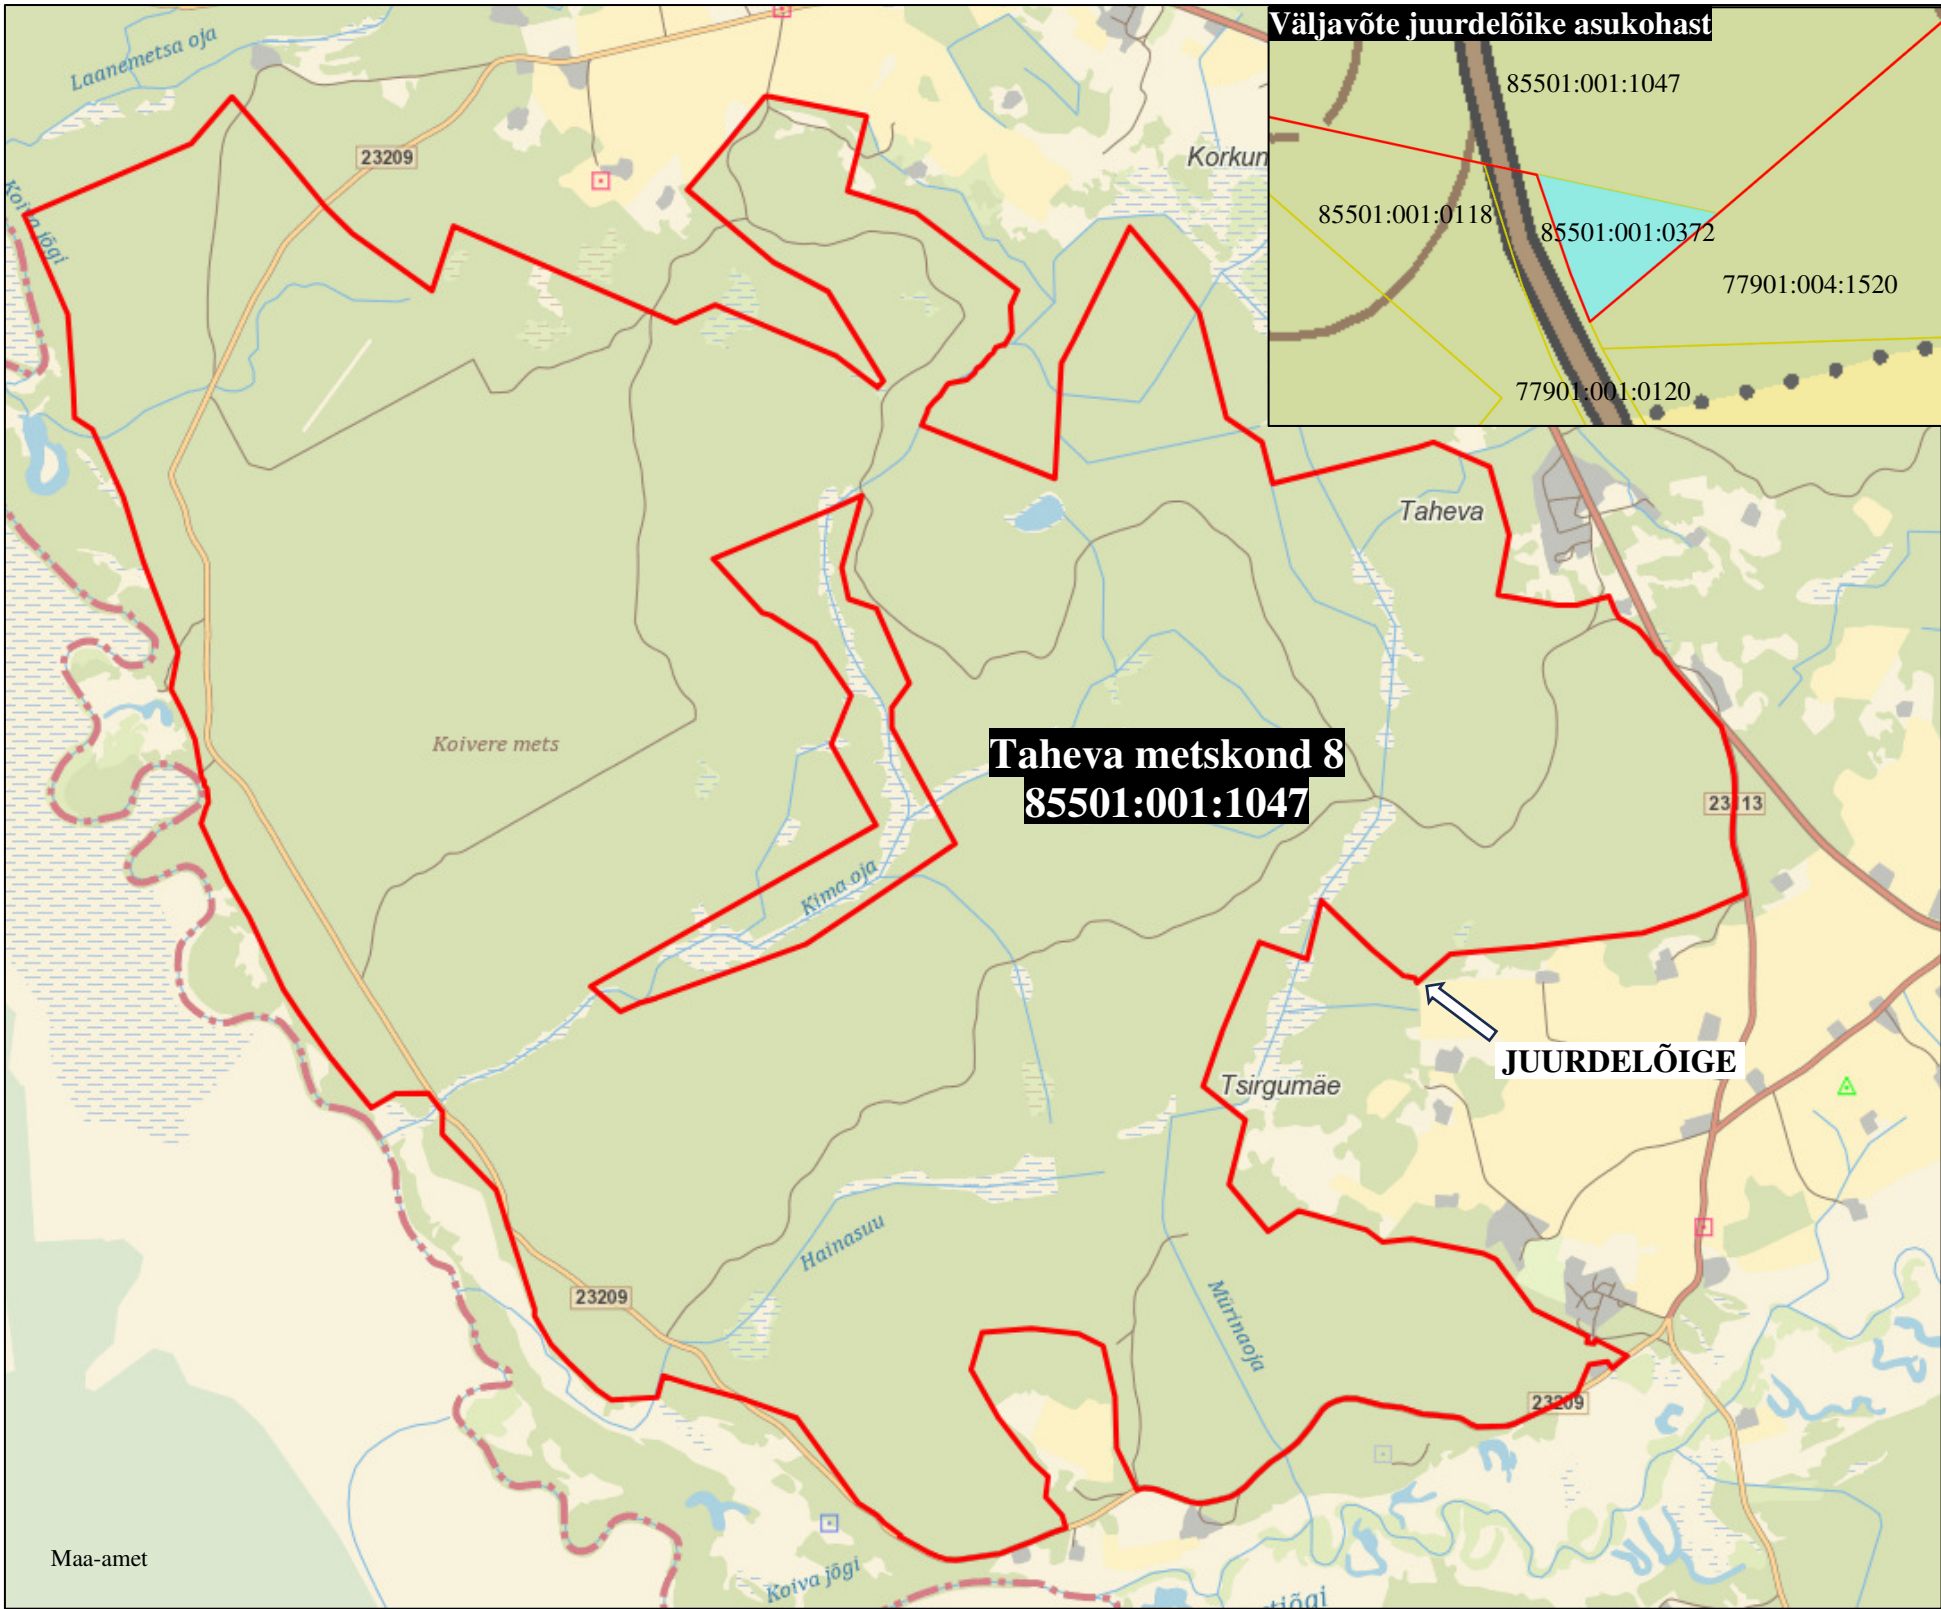 Väljavõte juurdelõike asukohast
85501:001:1047
85501:001:0118
85501:001:0372
77901:004:1520
77901:001:0120
Laanemetsa oja
23209
Koiva jõgi
Korkun
Taheva
Koivere mets
Taheva metskond 8
85501:001:1047
23113
Kima oja
JUURDELÕIGE
Tsirgumäe
Hainasuu
23209
Mürinaoja
23209
Maa-amet
Koiva jõgi